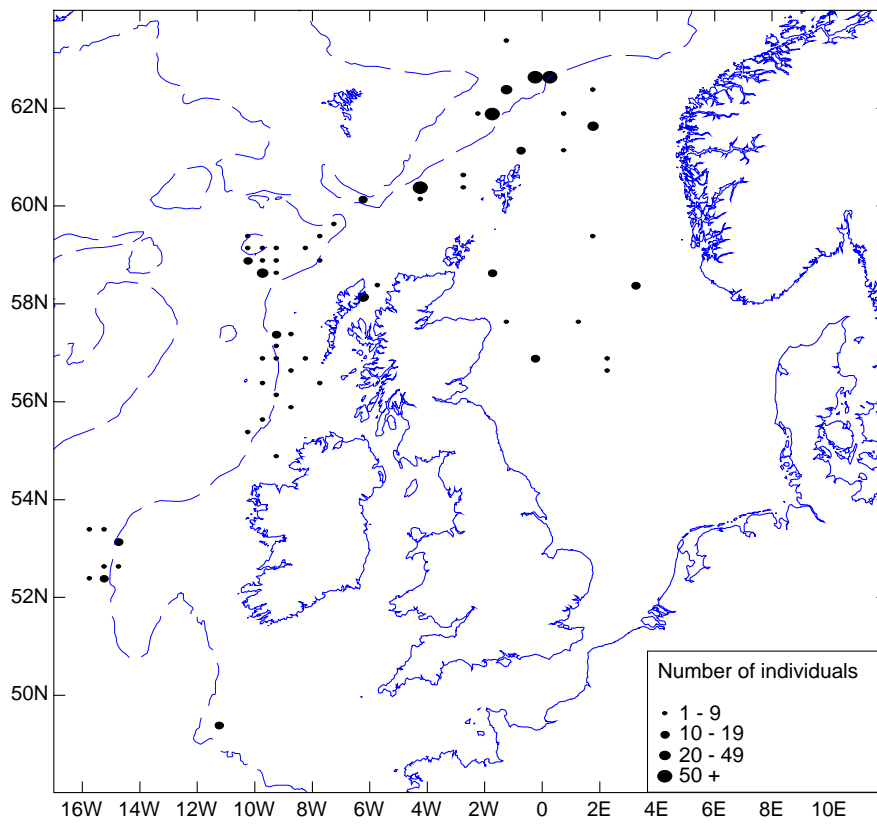 62N
60N
58N
56N
54N
52N
50N
Number of individuals
1 - 9
10 - 19
20 - 49
50 +
16W 14W 12W 10W 8W 6W 4W 2W 0 2E 4E 6E 8E 10E